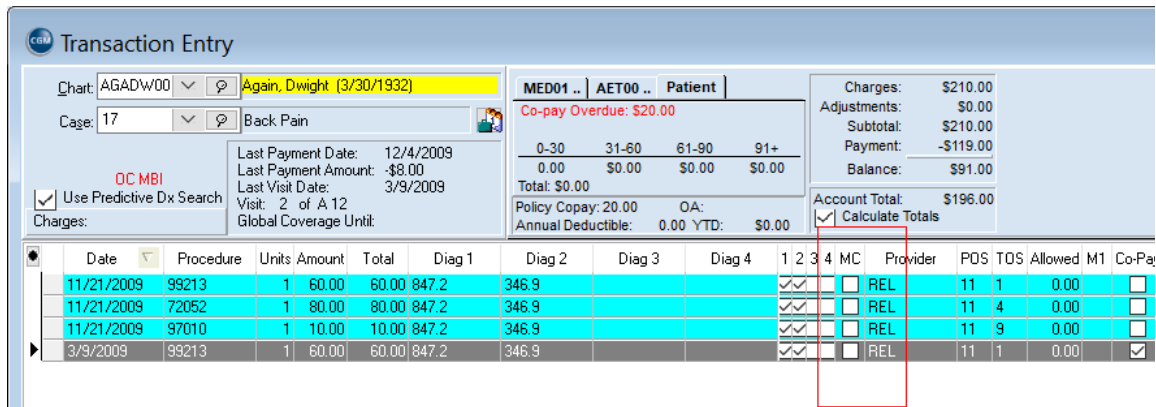 CGM Transaction Entry
Chart: AGADW00 Again, Dwight (3/30/1932)
Case: 17 Back Pain
OC MBI
Use Predictive Dx Search
Charges:
Last Payment Date: 12/4/2009
Last Payment Amount: -$8.00
Last Visit Date: 3/9/2009
Visit: 2 of A 12
Global Coverage Until:
MED01 .. AET00 .. Patient
Co-pay Overdue: $20.00
0-30 31-60 61-90 91+
0.00 $0.00 $0.00 $0.00
Total: $0.00
Policy Copay: 20.00 OA:
Annual Deductible: 0.00 YTD: $0.00
Charges: $210.00
Adjustments: $0.00
Subtotal: $210.00
Payment: -$119.00
Balance: $91.00
Account Total: $196.00
Calculate Totals
Date Procedure Units Amount Total Diag 1 Diag 2 Diag 3 Diag 4 1 2 3 4 MC Provider POS TOS Allowed M1 Co-Pay
11/21/2009 99213 1 60.00 60.00 847.2 346.9 REL 11 1 0.00
11/21/2009 72052 1 80.00 80.00 847.2 346.9 REL 11 4 0.00
11/21/2009 97010 1 10.00 10.00 847.2 346.9 REL 11 9 0.00
3/9/2009 99213 1 60.00 60.00 847.2 346.9 REL 11 1 0.00